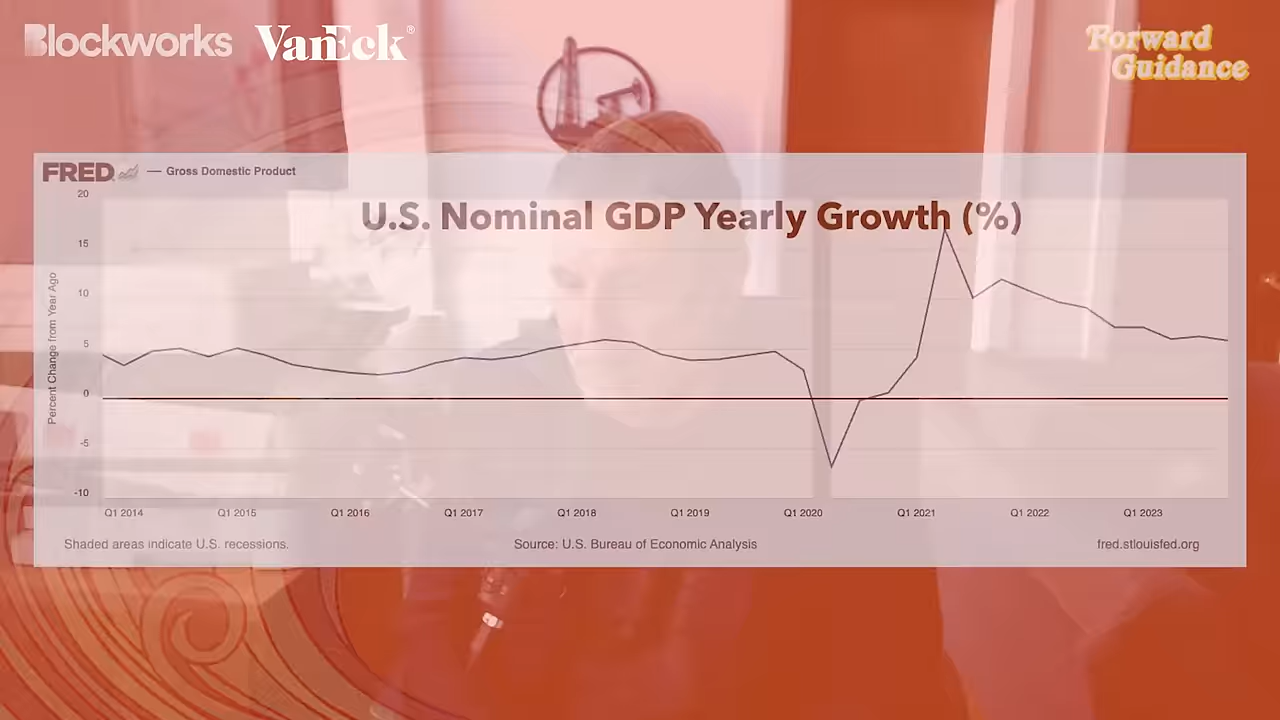 Blockworks VanEck®
Forward
Guidance
FRED — Gross Domestic Product
U.S. Nominal GDP Yearly Growth (%)
Percent Change from Year Ago
20
15
10
5
0
-5
-10
Q1 2014 Q1 2015 Q1 2016 Q1 2017 Q1 2018 Q1 2019 Q1 2020 Q1 2021 Q1 2022 Q1 2023
Shaded areas indicate U.S. recessions. Source: U.S. Bureau of Economic Analysis fred.stlouisfed.org